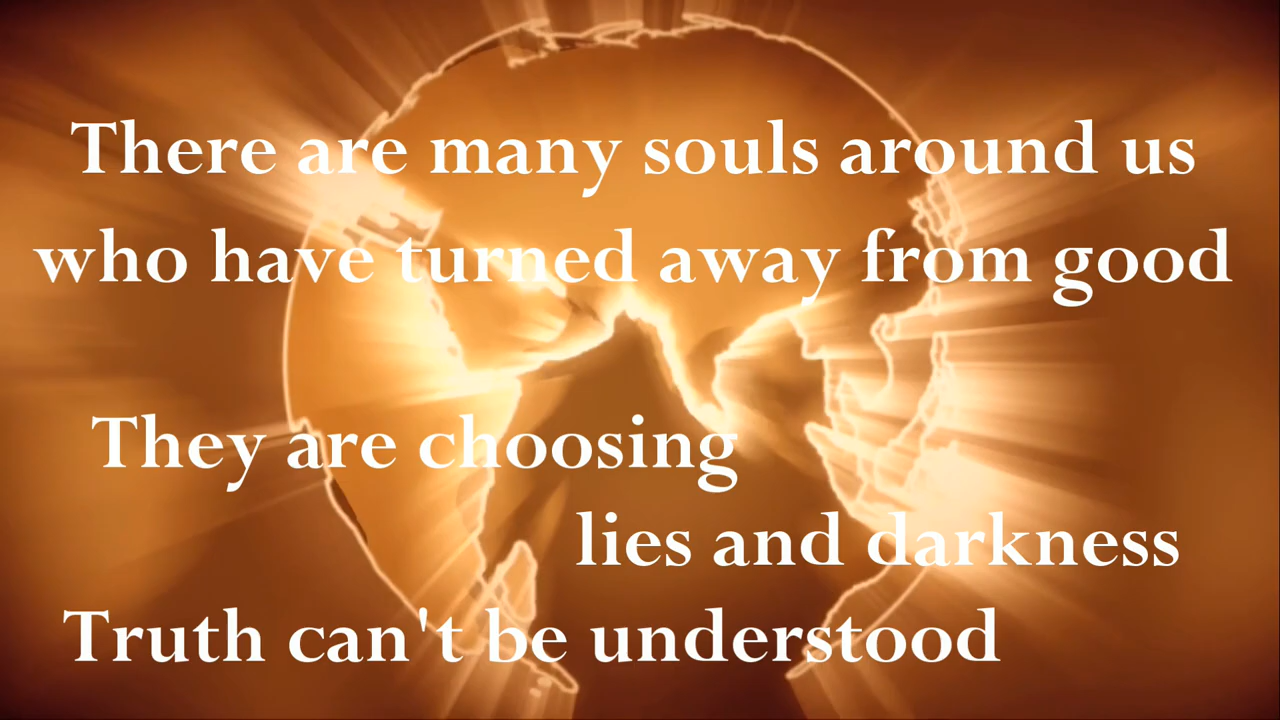 There are many souls around us
who have turned away from good
They are choosing
lies and darkness
Truth can't be understood